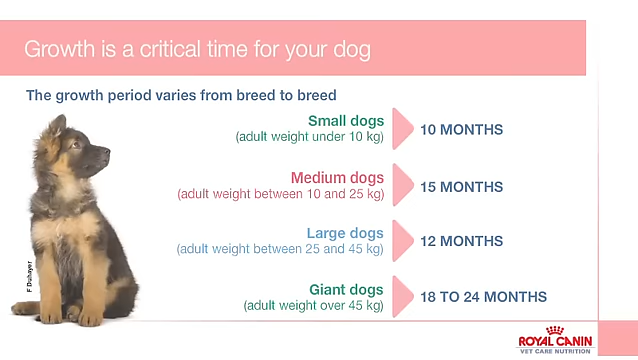 Growth is a critical time for your dog
The growth period varies from breed to breed
Small dogs
(adult weight under 10 kg)
10 MONTHS
Medium dogs
(adult weight between 10 and 25 kg)
15 MONTHS
Large dogs
(adult weight between 25 and 45 kg)
12 MONTHS
Giant dogs
(adult weight over 45 kg)
18 TO 24 MONTHS
F Duhayer
ROYAL CANIN
VET CARE NUTRITION